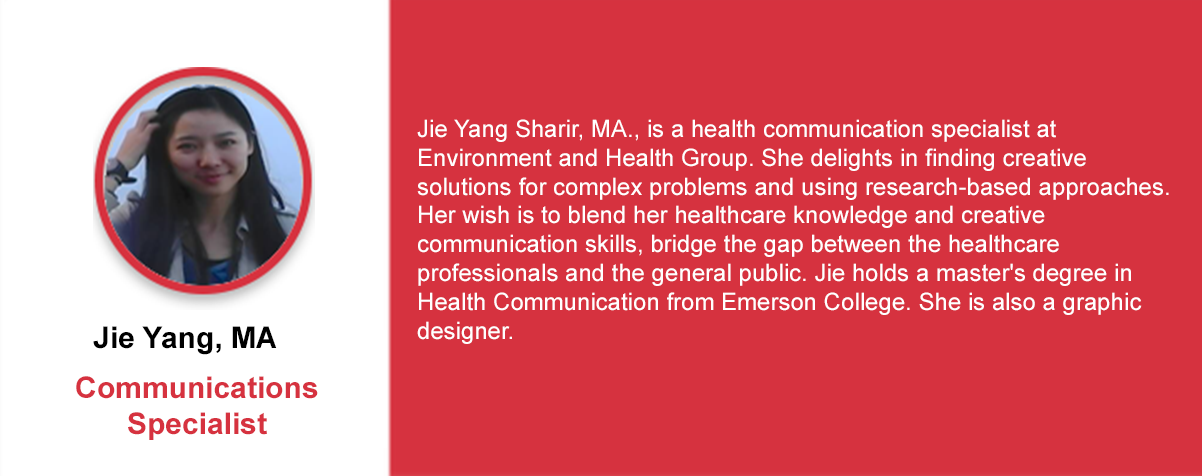 Jie Yang, MA
Communications
Specialist
Jie Yang Sharir, MA., is a health communication specialist at
Environment and Health Group. She delights in finding creative
solutions for complex problems and using research-based approaches.
Her wish is to blend her healthcare knowledge and creative
communication skills, bridge the gap between the healthcare
professionals and the general public. Jie holds a master's degree in
Health Communication from Emerson College. She is also a graphic
designer.